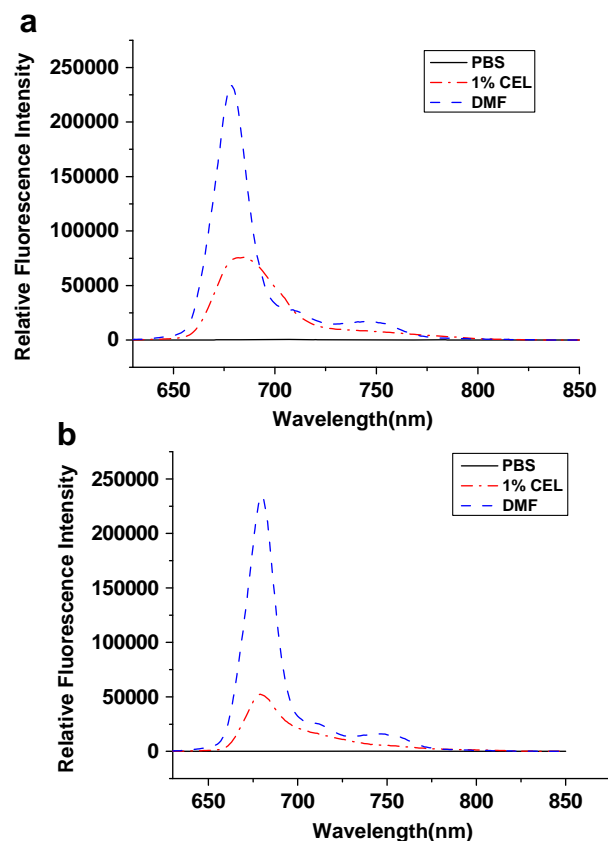 a
Relative Fluorescence Intensity
250000
200000
150000
100000
50000
0
PBS
1% CEL
DMF
650 700 750 800 850
Wavelength(nm)
b
Relative Fluorescence Intensity
250000
200000
150000
100000
50000
0
PBS
1% CEL
DMF
650 700 750 800 850
Wavelength(nm)